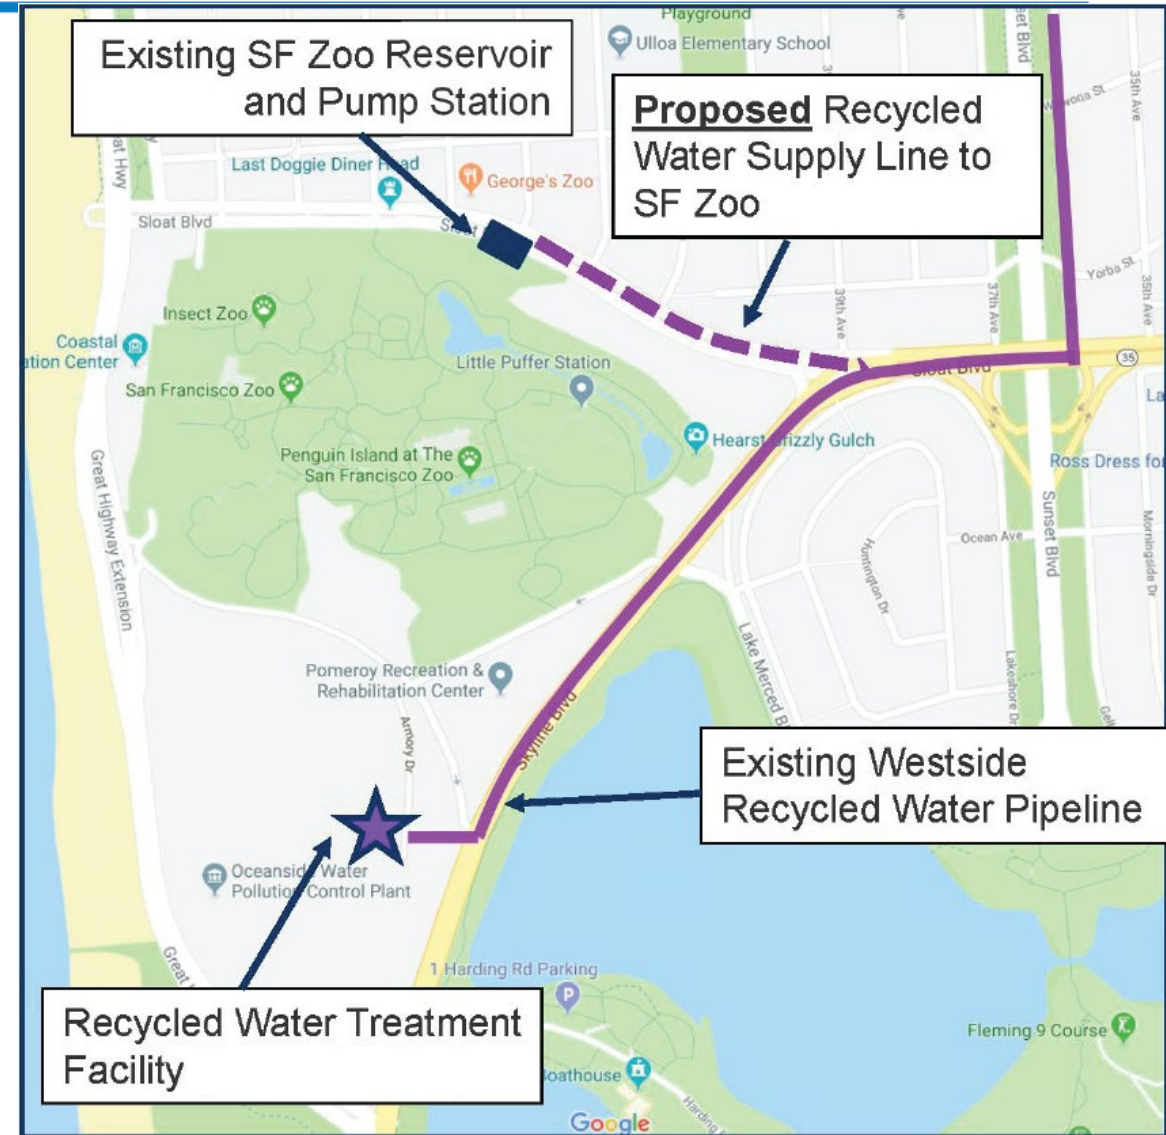 Playground
Ulloa Elementary School
Existing SF Zoo Reservoir
and Pump Station
Proposed Recycled
Water Supply Line to
SF Zoo
35th Ave
Last Doggie Diner Head
George's Zoo
Sloat Blvd
Yorba St
35th Ave
37th Ave
39th Ave
Insect Zoo
Coastal
San Francisco Zoo
Little Puffer Station
Sloat Blvd
35
Hearst Grizzly Gulch
Penguin Island at The
San Francisco Zoo
Ross Dress for
Great Highway Extension
Sunset Blvd
Ocean Ave
Huntington Dr
Morningside Dr
Lake Merced B
Lakeshore Dr
Pomeroy Recreation &
Rehabilitation Center
Armory Dr
Skyline Blvd
Existing Westside
Recycled Water Pipeline
Oceanside Water
Pollution Control Plant
Great
1 Harding Rd Parking
P
Recycled Water Treatment
Facility
Fleming 9 Course
Harding
Google